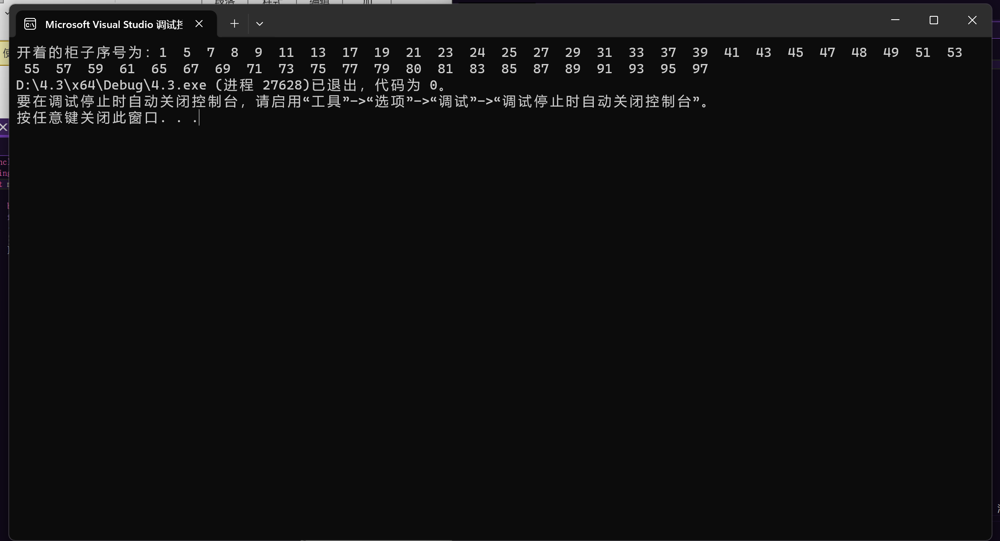 段落 样式 编辑
Microsoft Visual Studio 调试控
开着的柜子序号为：1 5 7 8 9 11 13 17 19 21 23 24 25 27 29 31 33 37 39 41 43 45 47 48 49 51 53
55 57 59 61 65 67 69 71 73 75 77 79 80 81 83 85 87 89 91 93 95 97
D:\4.3\x64\Debug\4.3.exe (进程 27628)已退出，代码为 0。
要在调试停止时自动关闭控制台，请启用“工具”->“选项”->“调试”->“调试停止时自动关闭控制台”。
按任意键关闭此窗口. . .